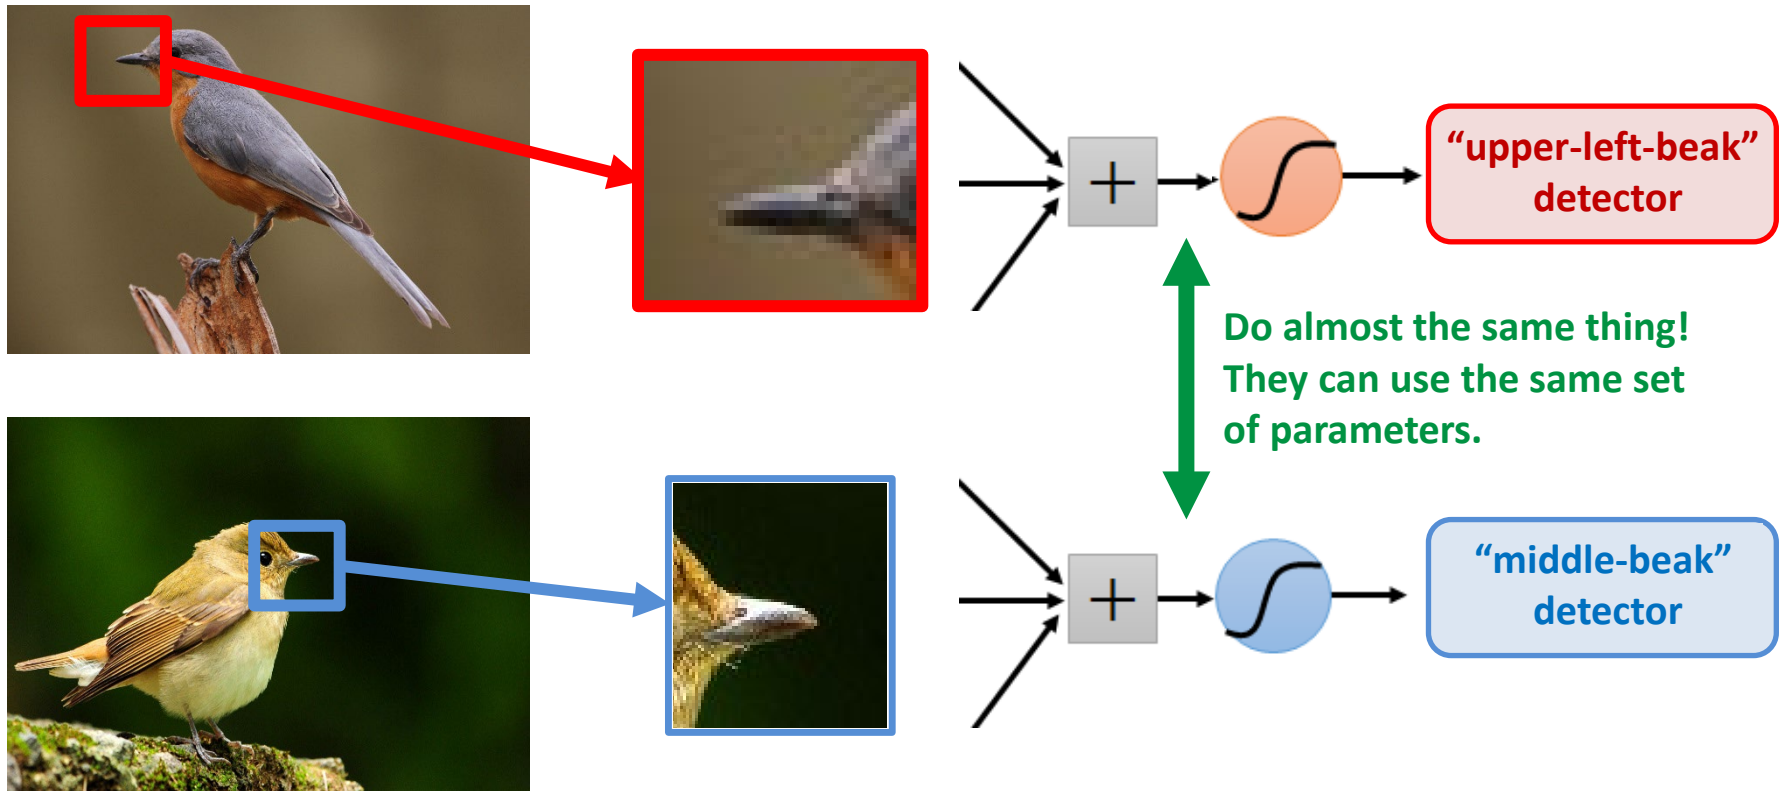 “upper-left-beak”
detector
Do almost the same thing!
They can use the same set
of parameters.
“middle-beak”
detector